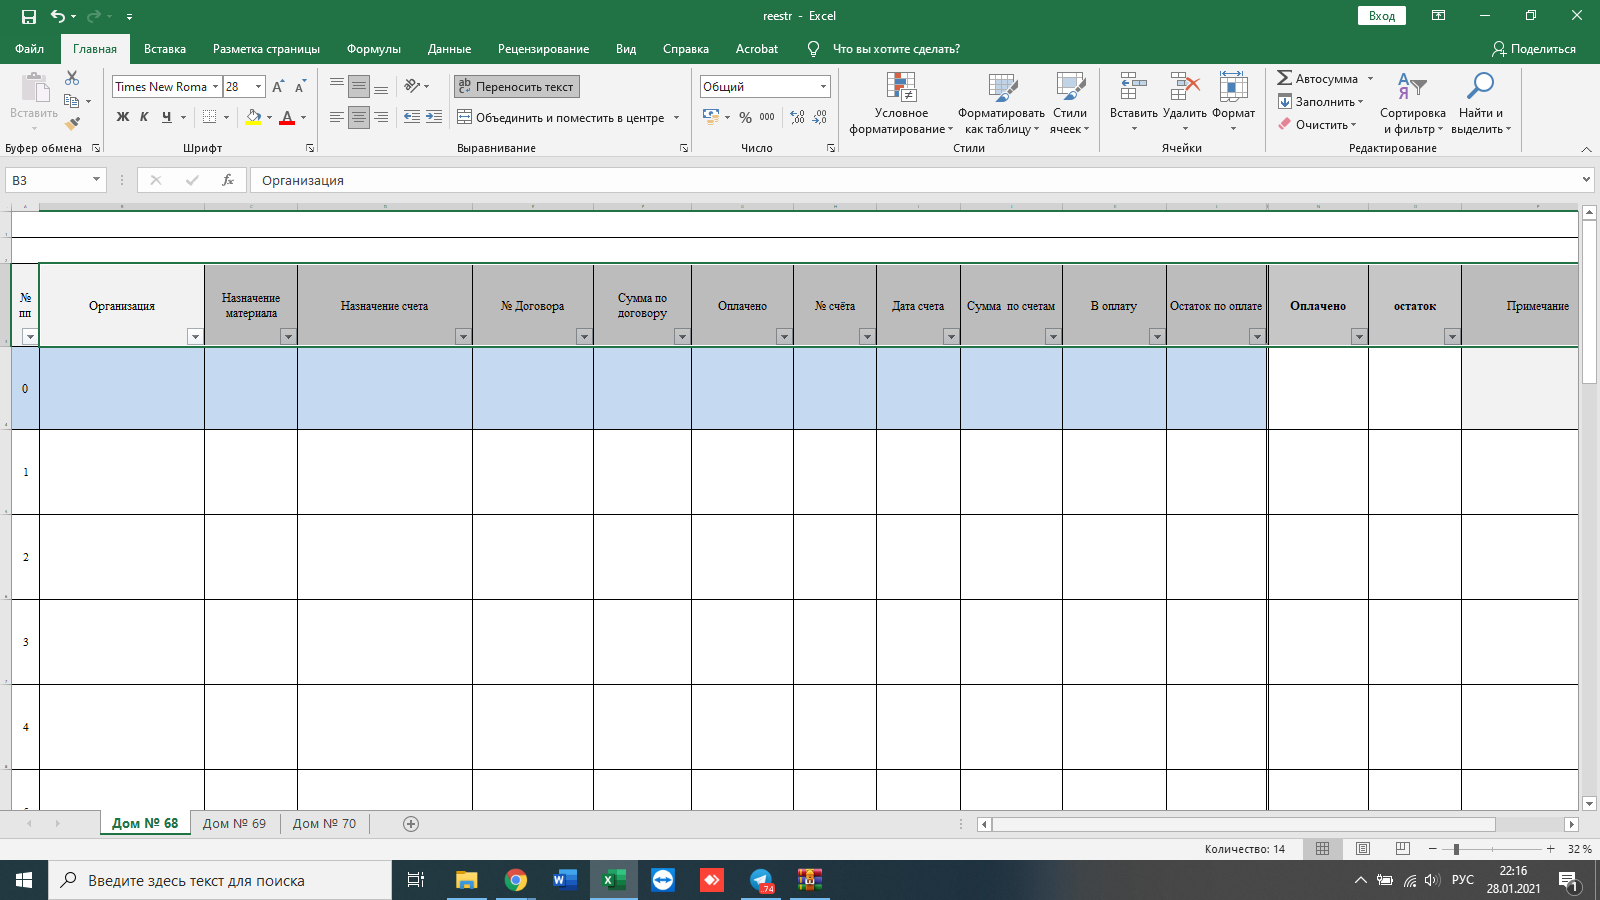 reestr - Excel
Вход
Файл
Главная
Вставка
Разметка страницы
Формулы
Данные
Рецензирование
Вид
Справка
Acrobat
Что вы хотите сделать?
Поделиться
Вставить
Буфер обмена
Times New Roma
28
Ж К Ч
Шрифт
Переносить текст
Объединить и поместить в центре
Выравнивание
Общий
% 000
Число
Условное
форматирование
Форматировать
как таблицу
Стили
ячеек
Стили
Вставить
Удалить
Формат
Ячейки
Автосумма
Заполнить
Очистить
Сортировка
и фильтр
Найти и
выделить
Редактирование
B3
fx
Организация
№
пп
Организация
Назначение
материала
Назначение счета
№ Договора
Сумма по
договору
Оплачено
№ счёта
Дата счета
Сумма по счетам
В оплату
Остаток по оплате
Оплачено
остаток
Примечание
0
1
2
3
4
Дом № 68
Дом № 69
Дом № 70
Количество: 14
32 %
Введите здесь текст для поиска
74
РУС
22:16
28.01.2021
1